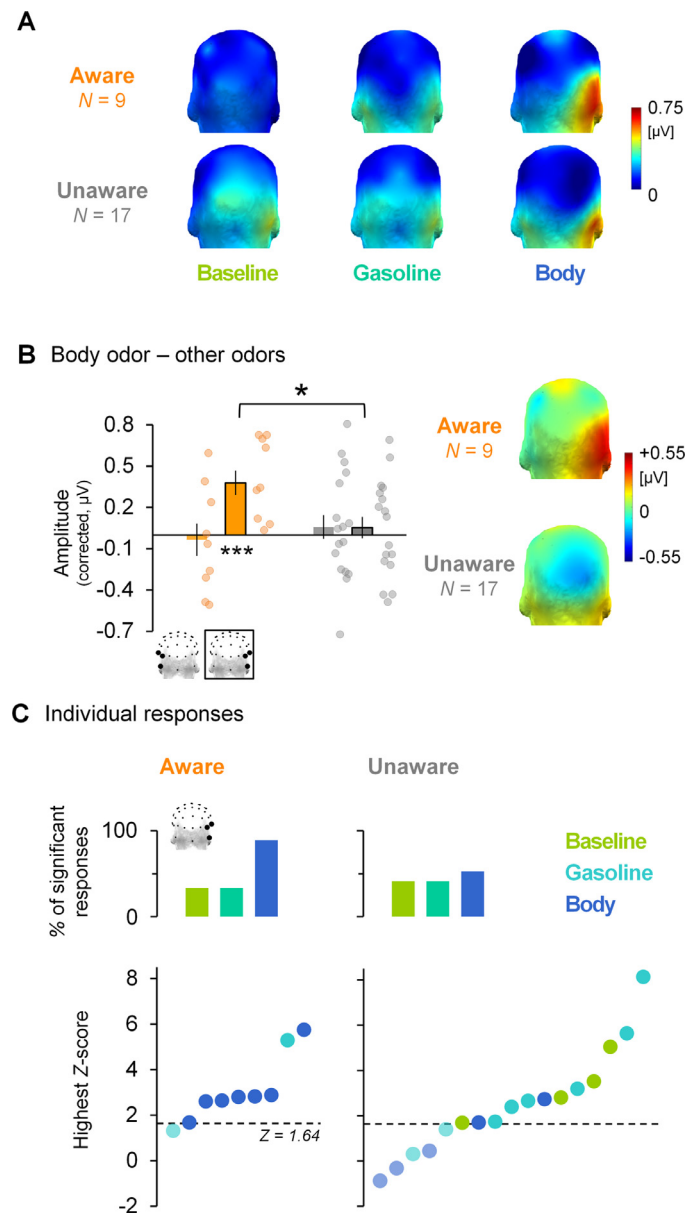 A
Aware
N = 9
Unaware
N = 17
0.75
[µV]
0
Baseline
Gasoline
Body
B Body odor – other odors
*
0.8
0.5
0.2
-0.1
-0.4
-0.7
Amplitude
(corrected, µV)
***
Aware
N = 9
Unaware
N = 17
+0.55
[µV]
0
-0.55
C Individual responses
Aware
Unaware
% of significant
responses
100
0
Baseline
Gasoline
Body
Highest Z-score
8
6
4
2
0
-2
Z = 1.64